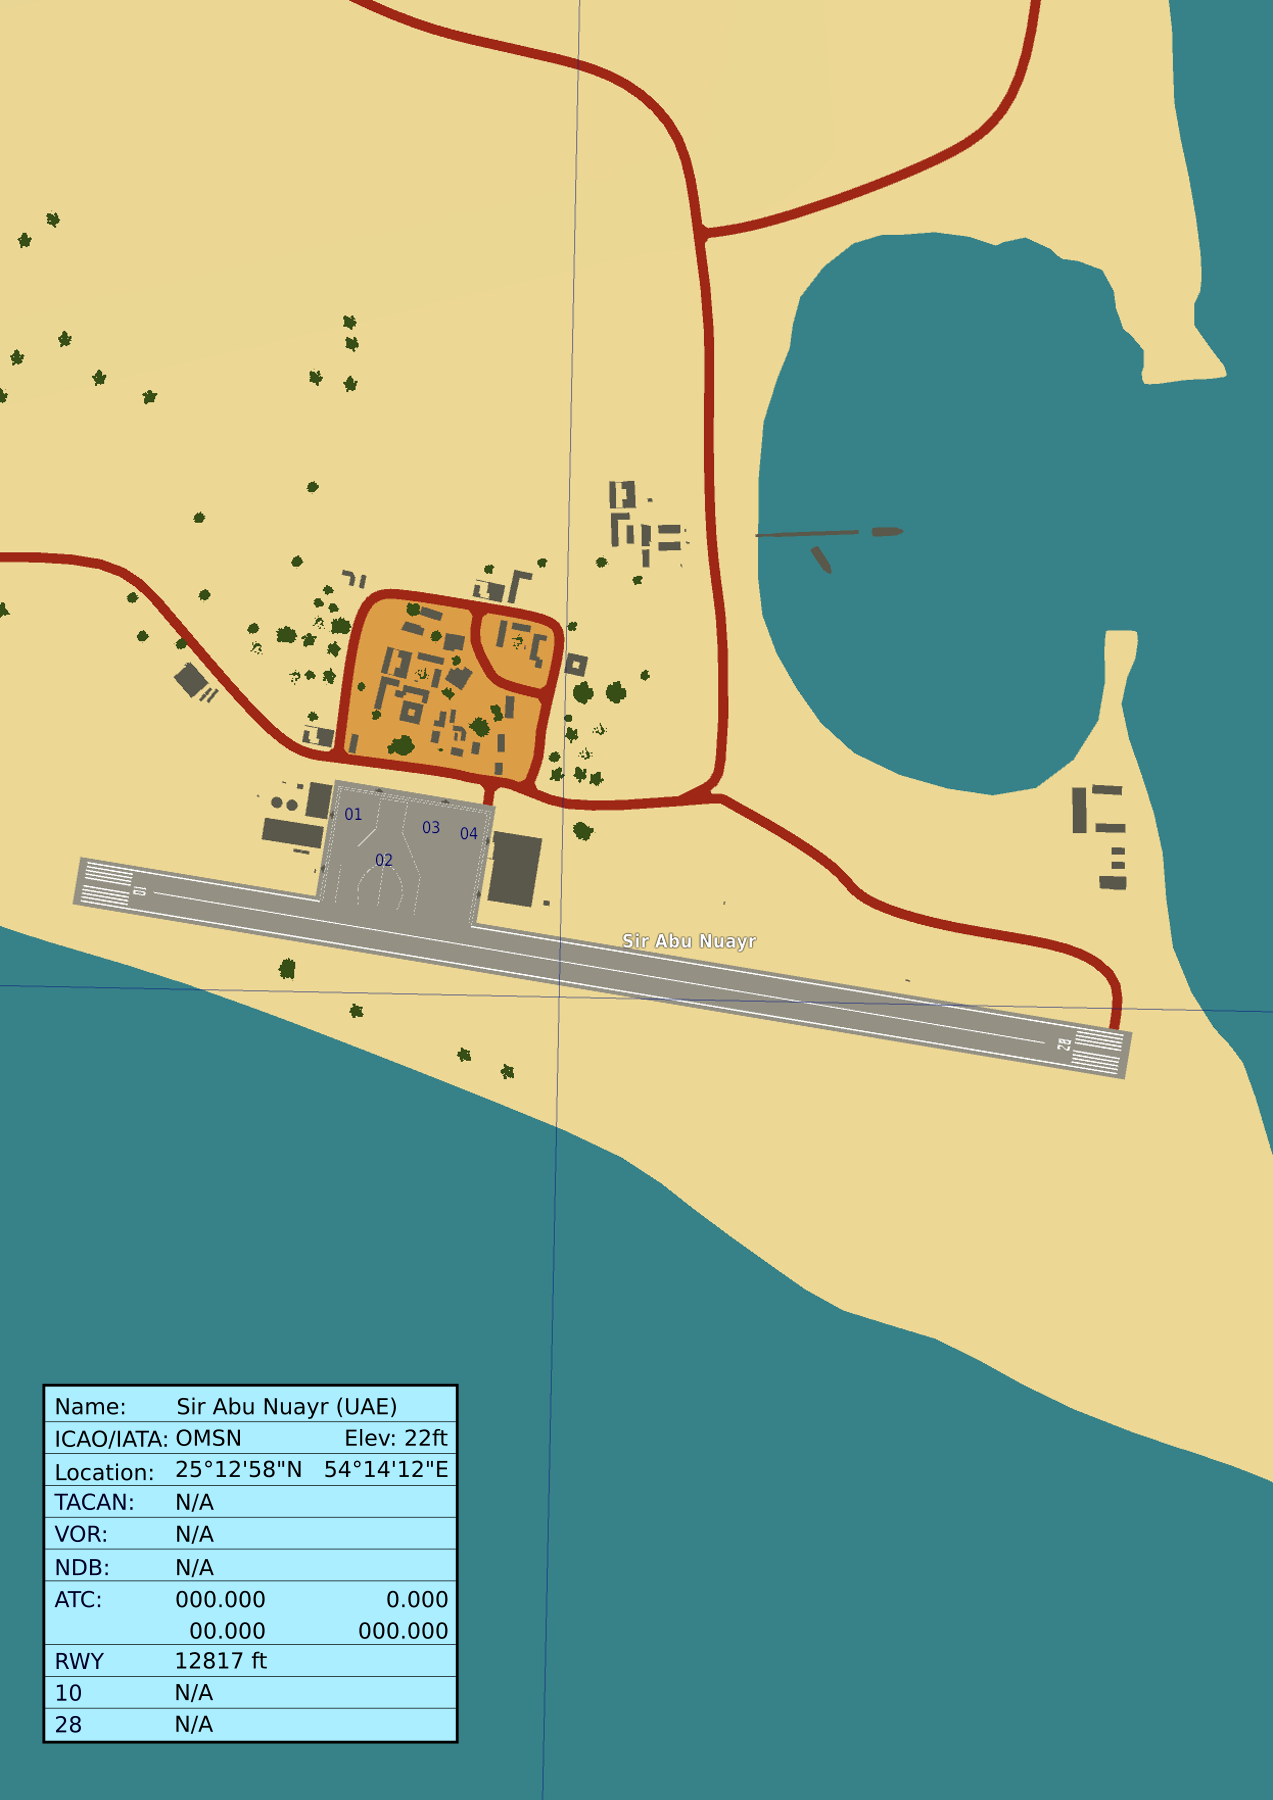 01
03
04
02
10
Sir Abu Nuayr
28
Name: Sir Abu Nuayr (UAE)
ICAO/IATA: OMSN Elev: 22ft
Location: 25°12'58"N 54°14'12"E
TACAN: N/A
VOR: N/A
NDB: N/A
ATC: 000.000 0.000
00.000 000.000
RWY 12817 ft
10 N/A
28 N/A